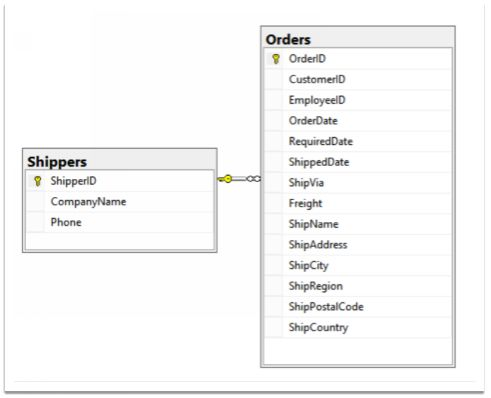 Shippers
ShipperID
CompanyName
Phone
Orders
OrderID
CustomerID
EmployeeID
OrderDate
RequiredDate
ShippedDate
ShipVia
Freight
ShipName
ShipAddress
ShipCity
ShipRegion
ShipPostalCode
ShipCountry